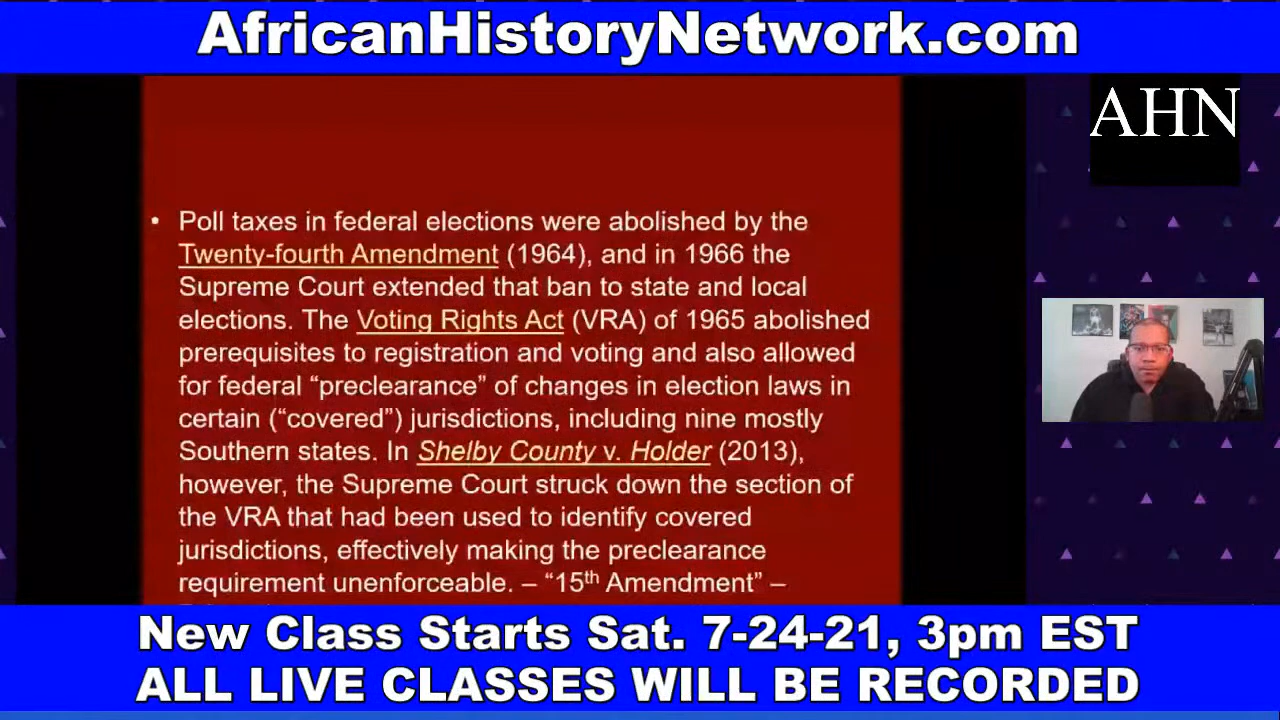 AfricanHistoryNetwork.com
AHN
• Poll taxes in federal elections were abolished by the
Twenty-fourth Amendment (1964), and in 1966 the
Supreme Court extended that ban to state and local
elections. The Voting Rights Act (VRA) of 1965 abolished
prerequisites to registration and voting and also allowed
for federal “preclearance” of changes in election laws in
certain (“covered”) jurisdictions, including nine mostly
Southern states. In Shelby County v. Holder (2013),
however, the Supreme Court struck down the section of
the VRA that had been used to identify covered
jurisdictions, effectively making the preclearance
requirement unenforceable. – “15th Amendment” –
New Class Starts Sat. 7-24-21, 3pm EST
ALL LIVE CLASSES WILL BE RECORDED